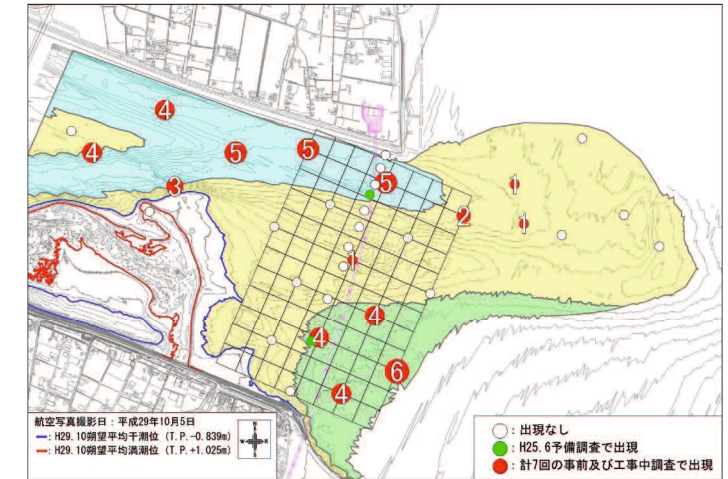 4
4
5
5
5
3
1
2
1
1
4
4
6
4
航空写真撮影日：平成29年10月5日
：H29.10朔望平均干潮位（T.P.-0.839m）
：H29.10朔望平均満潮位（T.P.+1.025m）
N
W
E
S
：出現なし
：H25.6予備調査で出現
：計7回の事前及び工事中調査で出現